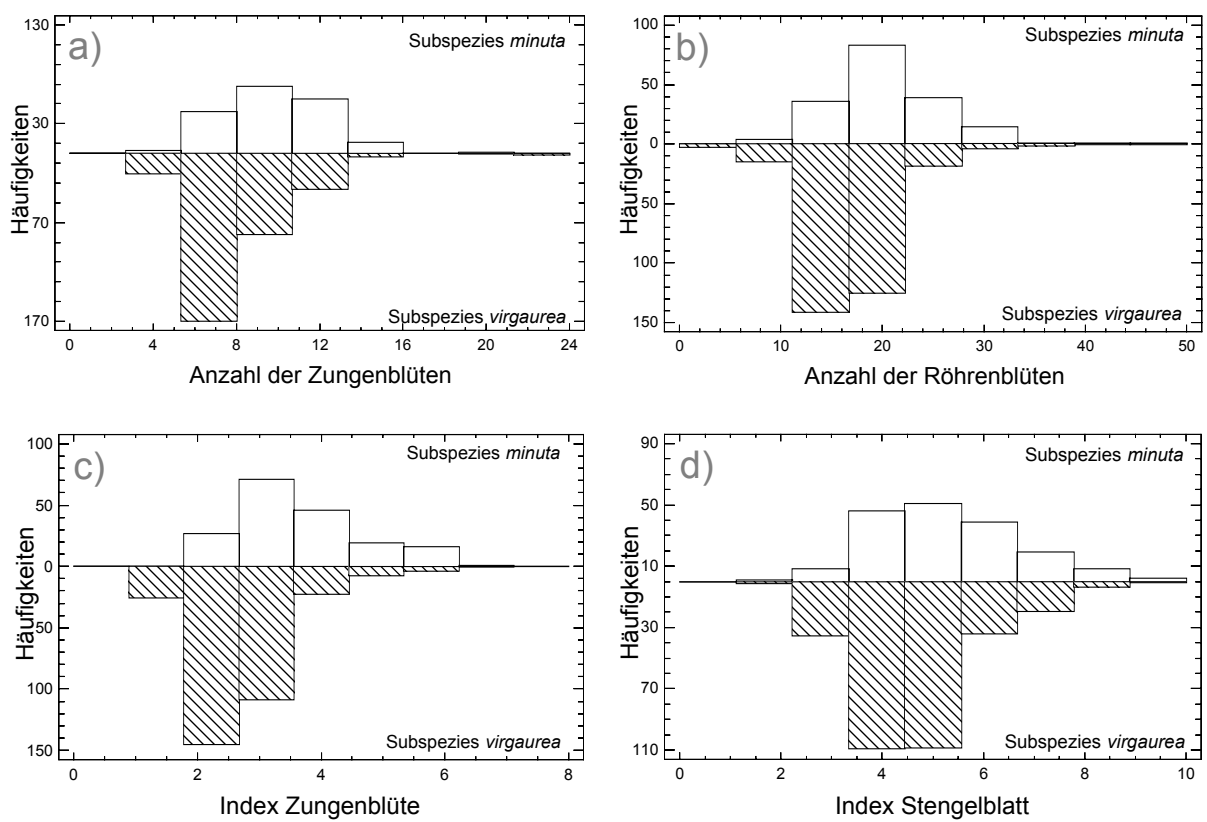 a)
Subspezies minuta
130
30
70
170
Häufigkeiten
Subspezies virgaurea
0 4 8 12 16 20 24
Anzahl der Zungenblüten
b)
Subspezies minuta
100
50
0
50
100
150
Häufigkeiten
Subspezies virgaurea
0 10 20 30 40 50
Anzahl der Röhrenblüten
c)
Subspezies minuta
100
50
0
50
100
150
Häufigkeiten
Subspezies virgaurea
0 2 4 6 8
Index Zungenblüte
d)
Subspezies minuta
90
50
10
30
70
110
Häufigkeiten
Subspezies virgaurea
0 2 4 6 8 10
Index Stengelblatt